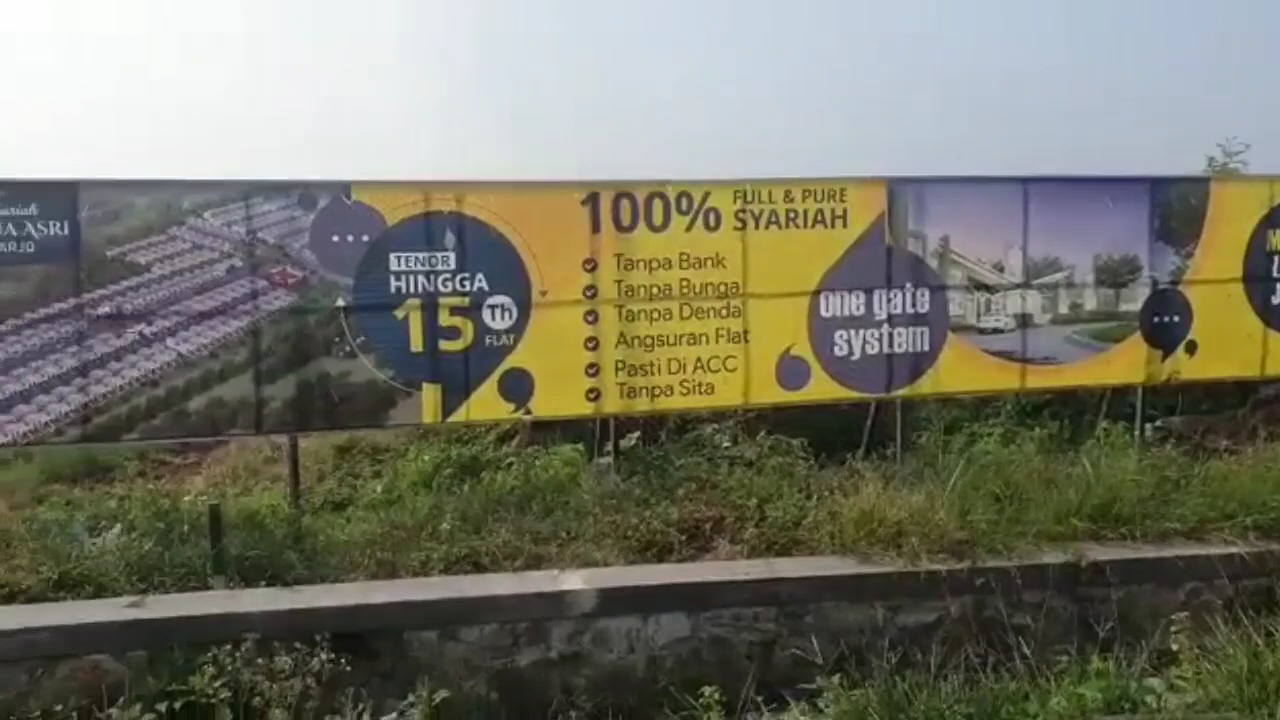 ASRI
TENOR
HINGGA
15 Th
FLAT
100% FULL & PURE
SYARIAH
Tanpa Bank
Tanpa Bunga
Tanpa Denda
Angsuran Flat
Pasti Di ACC
Tanpa Sita
one gate
system